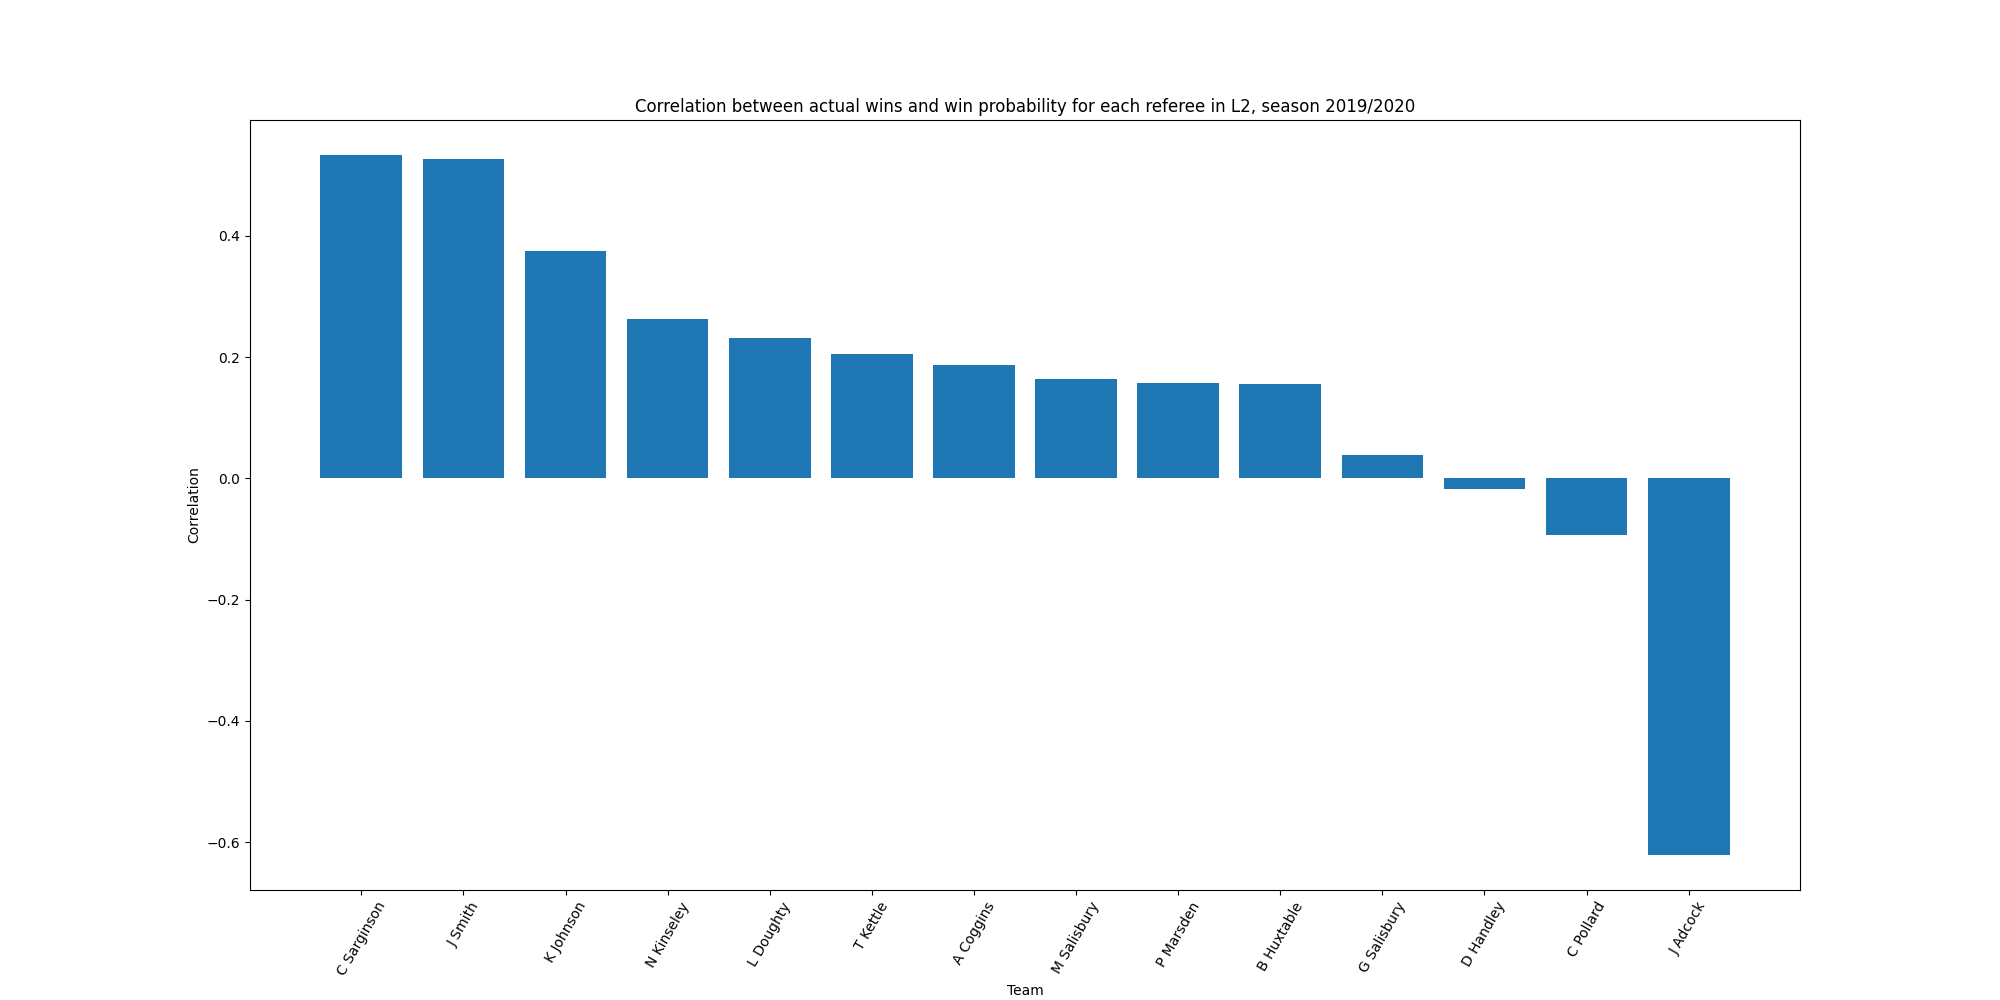 Correlation between actual wins and win probability for each referee in L2, season 2019/2020
Correlation
0.4
0.2
0.0
−0.2
−0.4
−0.6
C Sarginson
J Smith
K Johnson
N Kinseley
L Doughty
T Kettle
A Coggins
M Salisbury
P Marsden
B Huxtable
G Salisbury
D Handley
C Pollard
J Adcock
Team